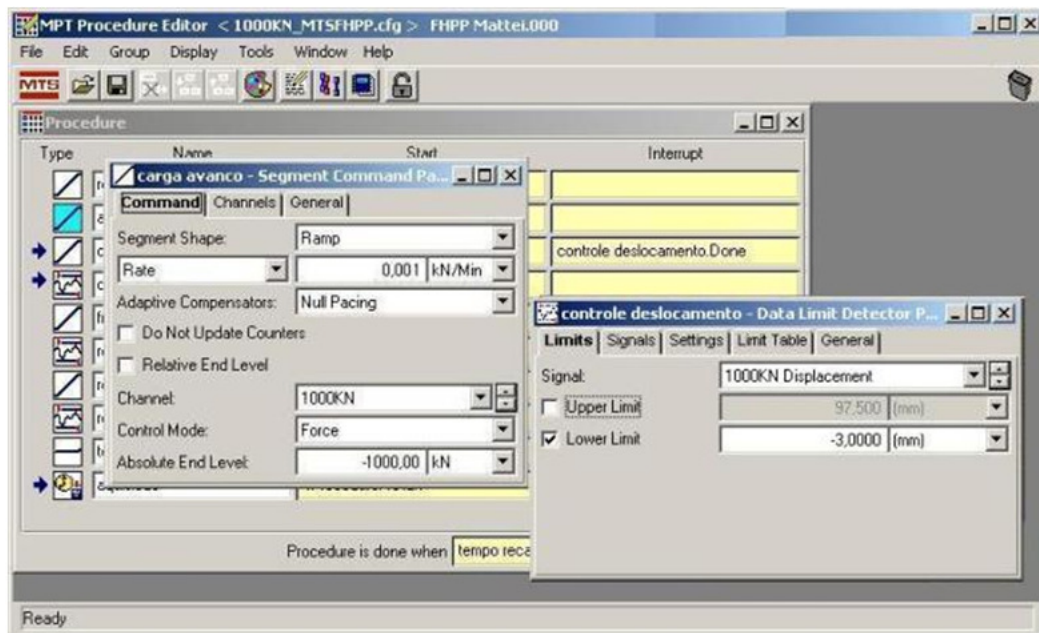 MPT Procedure Editor < 1000KN_MTSFHPP.cfg > FHPP Mattei.000
File Edit Group Display Tools Window Help
MTS
Procedure
Type Name Start Interrupt
carga avanco - Segment Command Pa...
Command Channels General
Segment Shape: Ramp
Rate 0,001 kN/Min
Adaptive Compensators: Null Pacing
Do Not Update Counters
Relative End Level
Channel: 1000KN
Control Mode: Force
Absolute End Level: -1000,00 kN
controle deslocamento.Done
controle deslocamento - Data Limit Detector P...
Limits Signals Settings Limit Table General
Signal: 1000KN Displacement
Upper Limit 97,500 (mm)
Lower Limit -3,0000 (mm)
Procedure is done when tempo reca
Ready